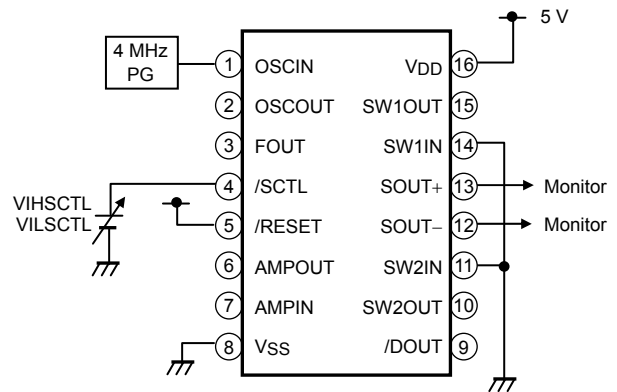 5 V
4 MHz
PG
1 OSCIN VDD 16
2 OSCOUT SW1OUT 15
3 FOUT SW1IN 14
4 /SCTL SOUT+ 13 Monitor
VIHSCTL
VILSCTL
5 /RESET SOUT− 12 Monitor
6 AMPOUT SW2IN 11
7 AMPIN SW2OUT 10
8 VSS /DOUT 9